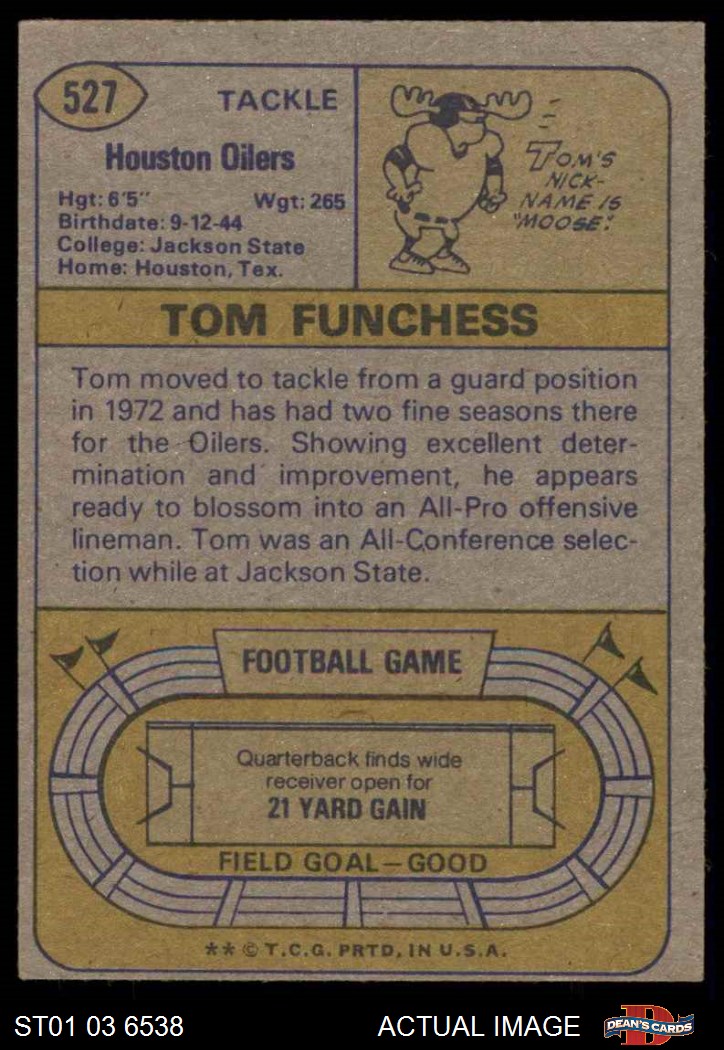 527
TACKLE
Houston Oilers
Hgt: 6'5" Wgt: 265
Birthdate: 9-12-44
College: Jackson State
Home: Houston, Tex.
TOM'S
NICK-
NAME IS
"MOOSE."
TOM FUNCHESS
Tom moved to tackle from a guard position
in 1972 and has had two fine seasons there
for the Oilers. Showing excellent deter-
mination and improvement, he appears
ready to blossom into an All-Pro offensive
lineman. Tom was an All-Conference selec-
tion while at Jackson State.
FOOTBALL GAME
Quarterback finds wide
receiver open for
21 YARD GAIN
FIELD GOAL—GOOD
** © T.C.G. PRTD. IN U.S.A.
ST01 03 6538
ACTUAL IMAGE
D
DEAN'S CARDS